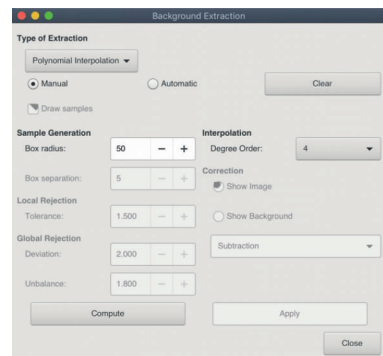 Background Extraction
Type of Extraction
Polynomial Interpolation
Manual
Automatic
Clear
Draw samples
Sample Generation
Interpolation
Box radius: 50 − +
Degree Order: 4
Box separation: 5 − +
Correction
Show Image
Local Rejection
Tolerance: 1.500 − +
Show Background
Global Rejection
Deviation: 2.000 − +
Subtraction
Unbalance: 1.800 − +
Compute
Apply
Close